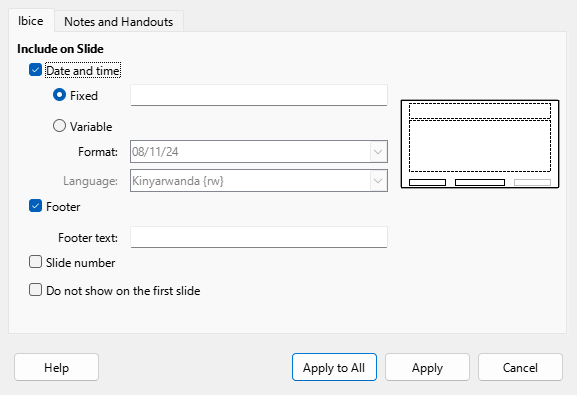 Ibice
Notes and Handouts
Include on Slide
Date and time
Fixed
Variable
Format: 08/11/24
Language: Kinyarwanda {rw}
Footer
Footer text:
Slide number
Do not show on the first slide
Help
Apply to All
Apply
Cancel